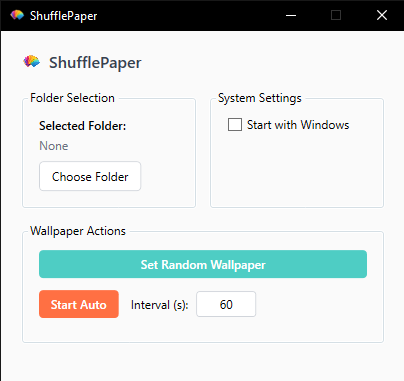 ShufflePaper
ShufflePaper
Folder Selection
Selected Folder:
None
Choose Folder
System Settings
Start with Windows
Wallpaper Actions
Set Random Wallpaper
Start Auto Interval (s): 60